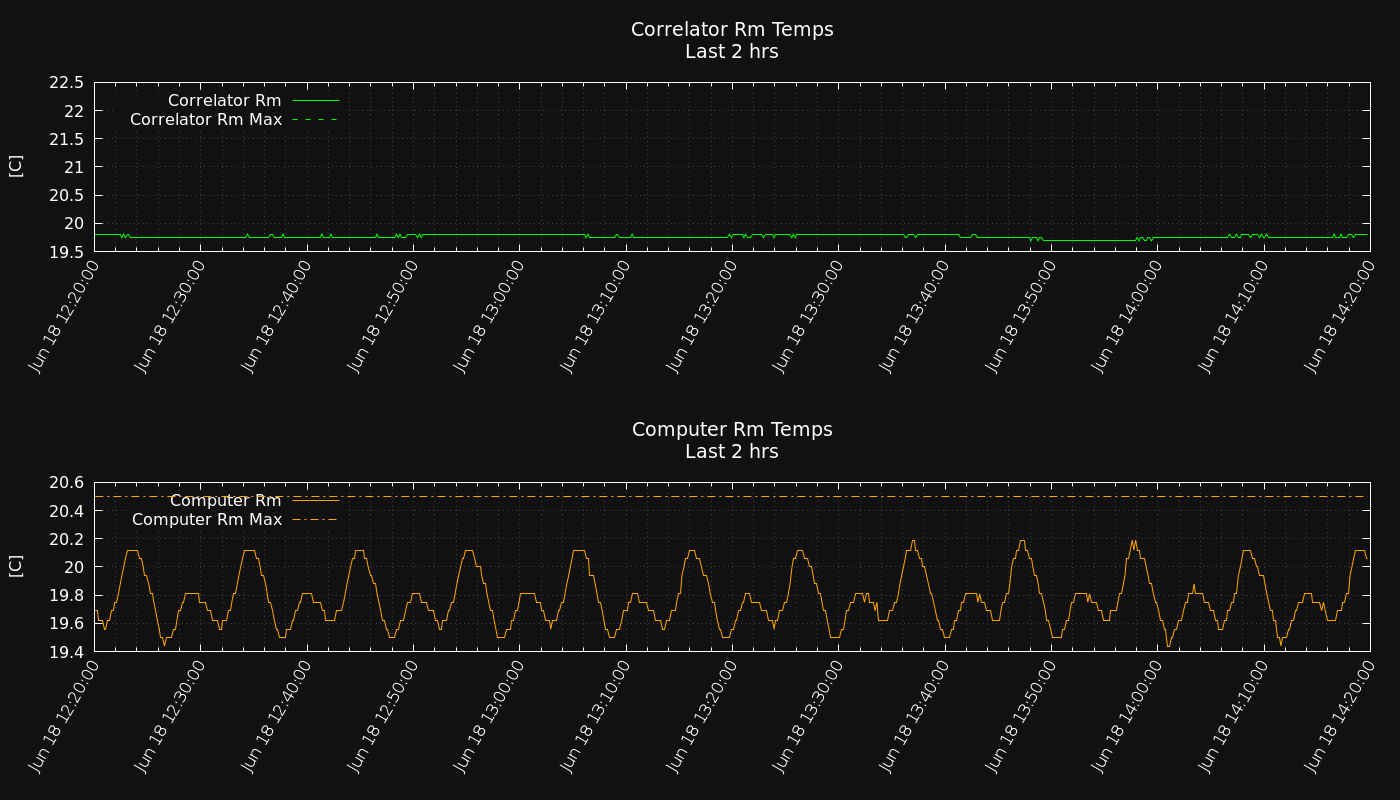 Correlator Rm Temps
Last 2 hrs
22.5
22
21.5
21
20.5
20
19.5
[C]
Correlator Rm
Correlator Rm Max
Jun 18 12:20:00
Jun 18 12:30:00
Jun 18 12:40:00
Jun 18 12:50:00
Jun 18 13:00:00
Jun 18 13:10:00
Jun 18 13:20:00
Jun 18 13:30:00
Jun 18 13:40:00
Jun 18 13:50:00
Jun 18 14:00:00
Jun 18 14:10:00
Jun 18 14:20:00
Computer Rm Temps
Last 2 hrs
20.6
20.4
20.2
20
19.8
19.6
19.4
[C]
Computer Rm
Computer Rm Max
Jun 18 12:20:00
Jun 18 12:30:00
Jun 18 12:40:00
Jun 18 12:50:00
Jun 18 13:00:00
Jun 18 13:10:00
Jun 18 13:20:00
Jun 18 13:30:00
Jun 18 13:40:00
Jun 18 13:50:00
Jun 18 14:00:00
Jun 18 14:10:00
Jun 18 14:20:00